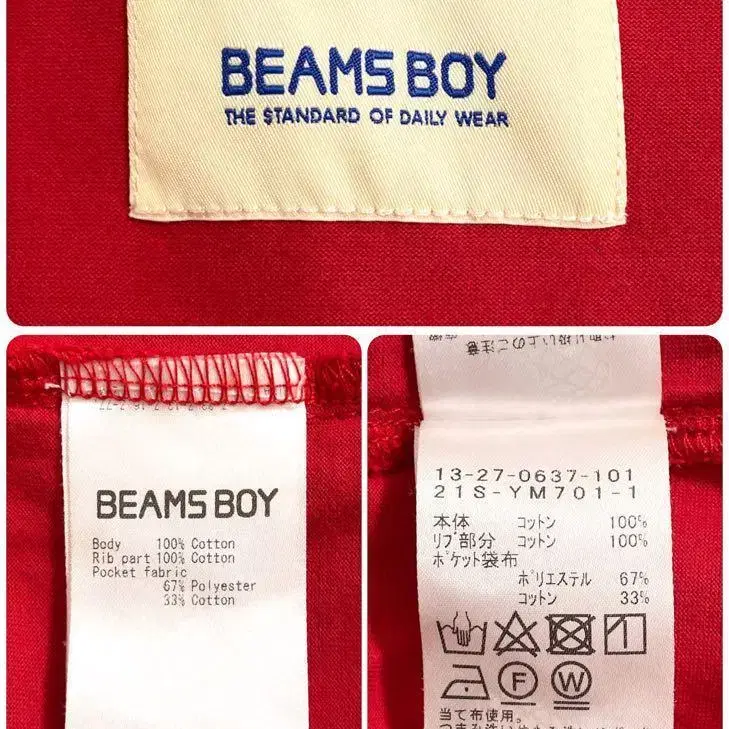 BEAMS BOY
THE STANDARD OF DAILY WEAR
BEAMS BOY
Body 100% Cotton
Rib part 100% Cotton
Pocket fabric
67% Polyester
33% Cotton
13-27-0637-101
21S-YM701-1
本体 コットン 100%
リブ部分 コットン 100%
ポケット袋布
ポリエステル 67%
コットン 33%
F W
当て布使用。